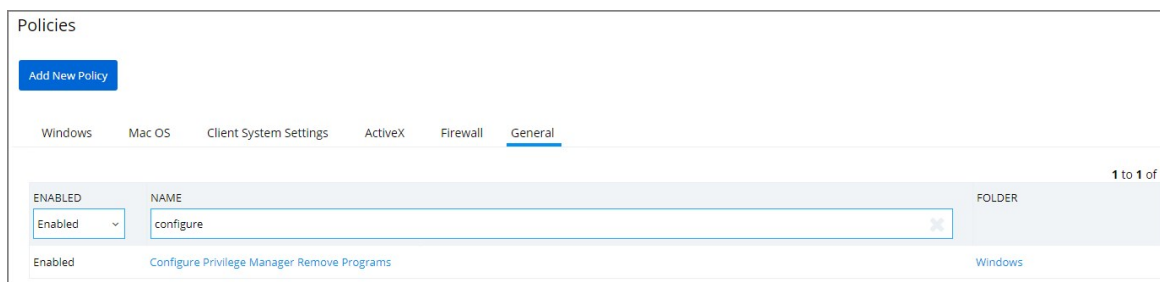 Policies
Add New Policy
Windows Mac OS Client System Settings ActiveX Firewall General
1 to 1 of
ENABLED NAME FOLDER
Enabled configure
Enabled Configure Privilege Manager Remove Programs Windows